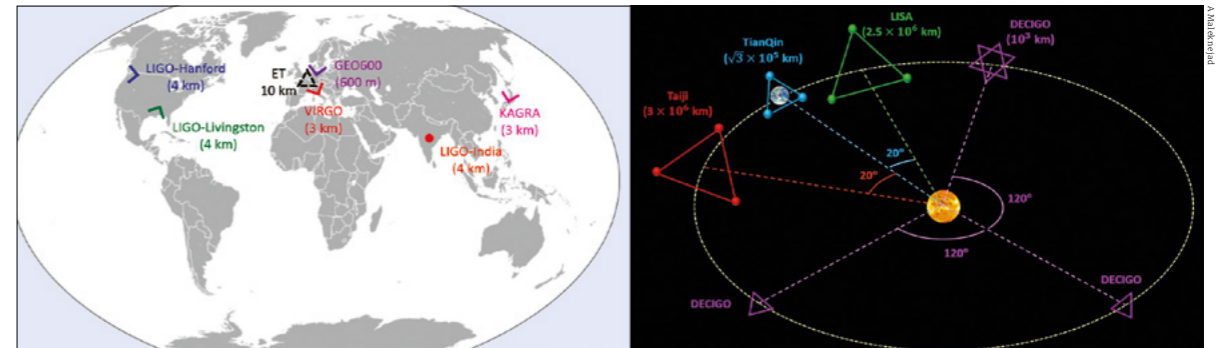 LIGO-Hanford
(4 km)
LIGO-Livingston
(4 km)
ET
10 km
GEO600
(600 m)
VIRGO
(3 km)
KAGRA
(3 km)
LIGO-India
(4 km)
Taiji
(3 × 10⁶ km)
TianQin
(√3 × 10⁵ km)
LISA
(2.5 × 10⁶ km)
DECIGO
(10³ km)
20°
20°
120°
120°
DECIGO
DECIGO
A Maleknejad